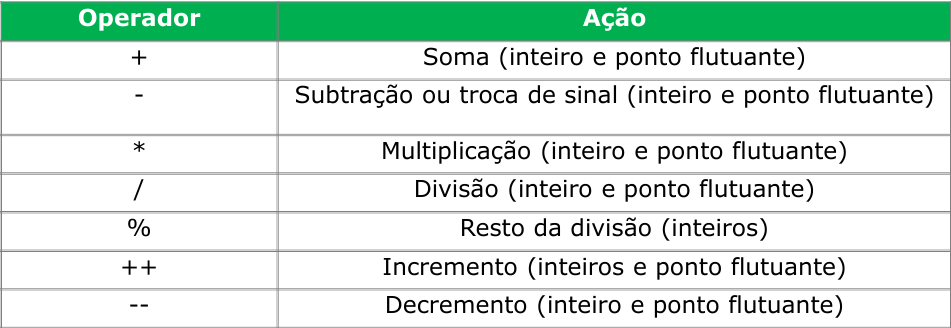 Operador Ação
+ Soma (inteiro e ponto flutuante)
- Subtração ou troca de sinal (inteiro e ponto flutuante)
* Multiplicação (inteiro e ponto flutuante)
/ Divisão (inteiro e ponto flutuante)
% Resto da divisão (inteiros)
++ Incremento (inteiros e ponto flutuante)
-- Decremento (inteiro e ponto flutuante)